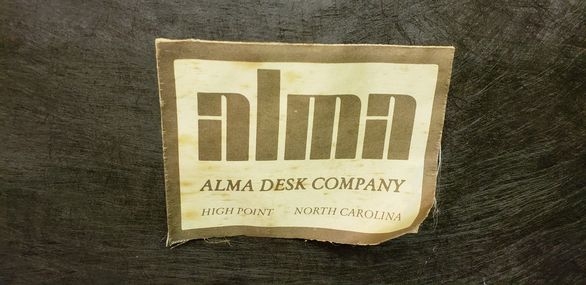 alma
ALMA DESK COMPANY
HIGH POINT NORTH CAROLINA